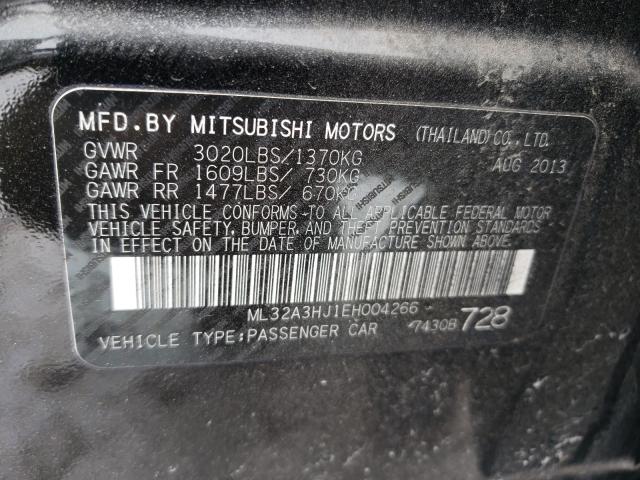 MFD.BY MITSUBISHI MOTORS (THAILAND)CO.,LTD.
GVWR 3020LBS/1370KG AUG 2013
GAWR FR 1609LBS/ 730KG
GAWR RR 1477LBS/ 670KG
THIS VEHICLE CONFORMS TO ALL APPLICABLE FEDERAL MOTOR
VEHICLE SAFETY, BUMPER, AND THEFT PREVENTION STANDARDS
IN EFFECT ON THE DATE OF MANUFACTURE SHOWN ABOVE.
ML32A3HJ1EH004266
VEHICLE TYPE:PASSENGER CAR 7430B 728